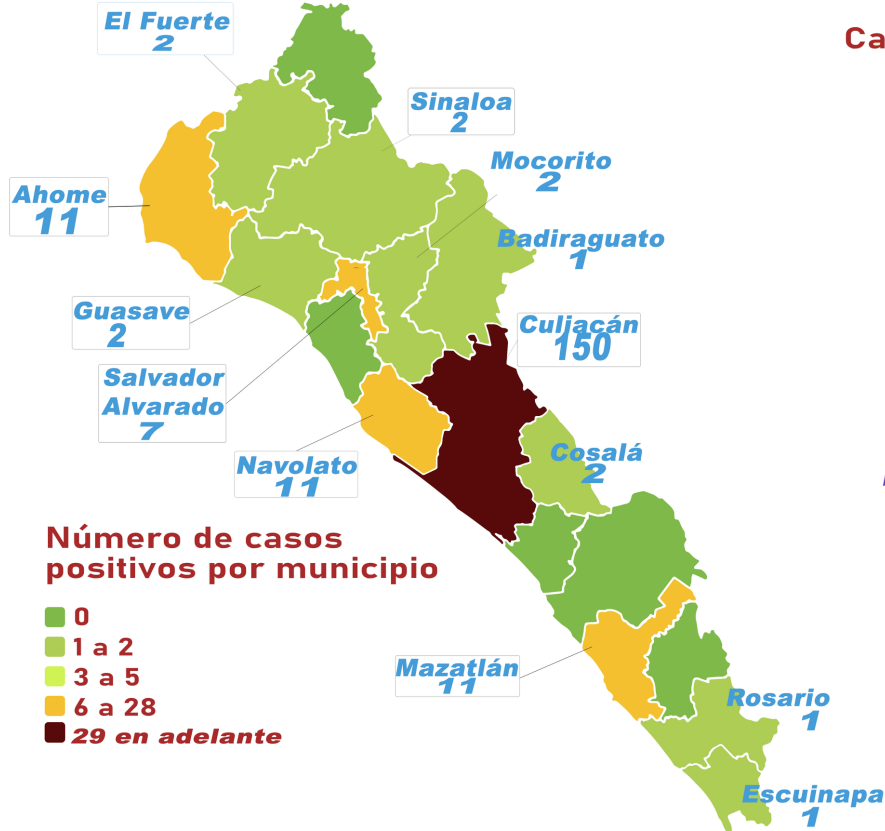 El Fuerte
2
Ca
Sinaloa
2
Mocorito
2
Ahome
11
Badiraguato
1
Guasave
2
Culiacán
150
Salvador
Alvarado
7
Navolato
11
Cosalá
2
Número de casos
positivos por municipio
0
1 a 2
3 a 5
6 a 28
29 en adelante
Mazatlán
11
Rosario
1
Escuinapa
1